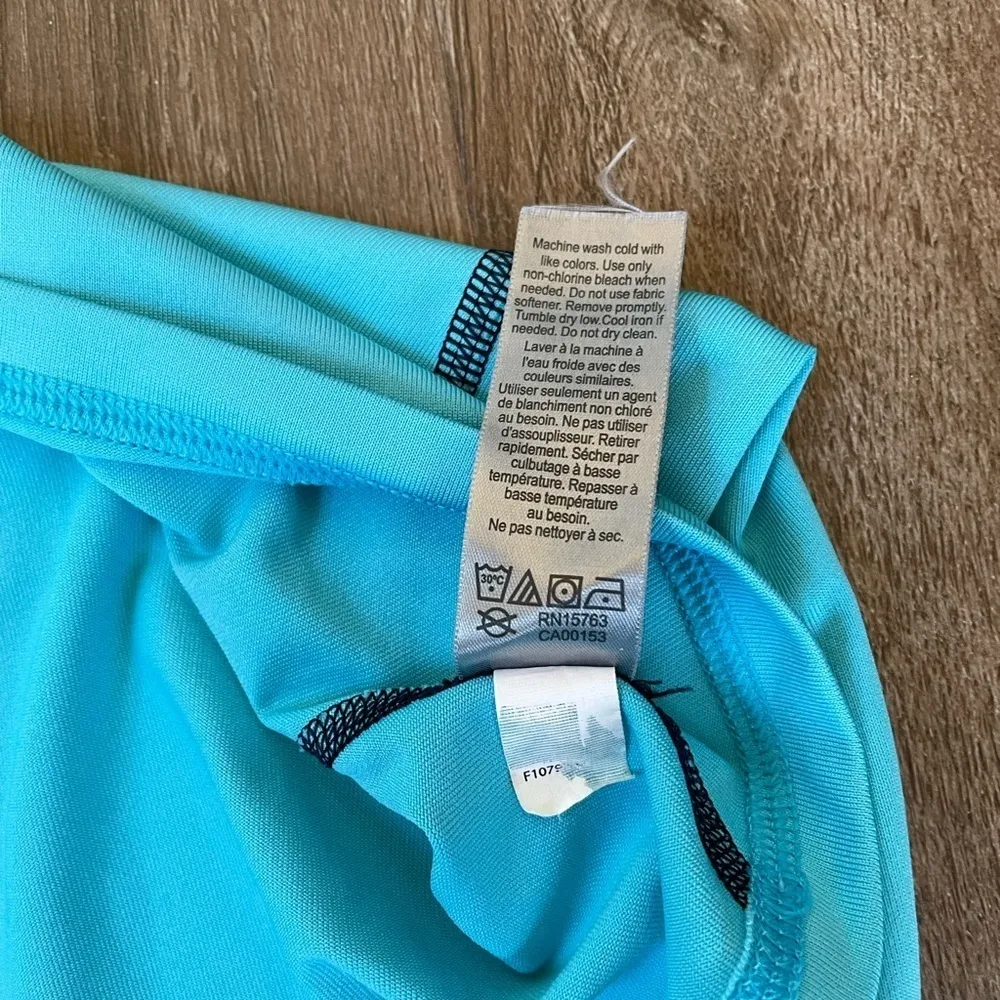 Machine wash cold with
like colors. Use only
non-chlorine bleach when
needed. Do not use fabric
softener. Remove promptly.
Tumble dry low.Cool iron if
needed. Do not dry clean.
Laver à la machine à
l'eau froide avec des
couleurs similaires.
Utiliser seulement un agent
de blanchiment non chloré
au besoin. Ne pas utiliser
d'assouplisseur. Retirer
rapidement. Sécher par
culbutage à basse
température. Repasser à
basse température
au besoin.
Ne pas nettoyer à sec.
30°C
RN15763
CA00153